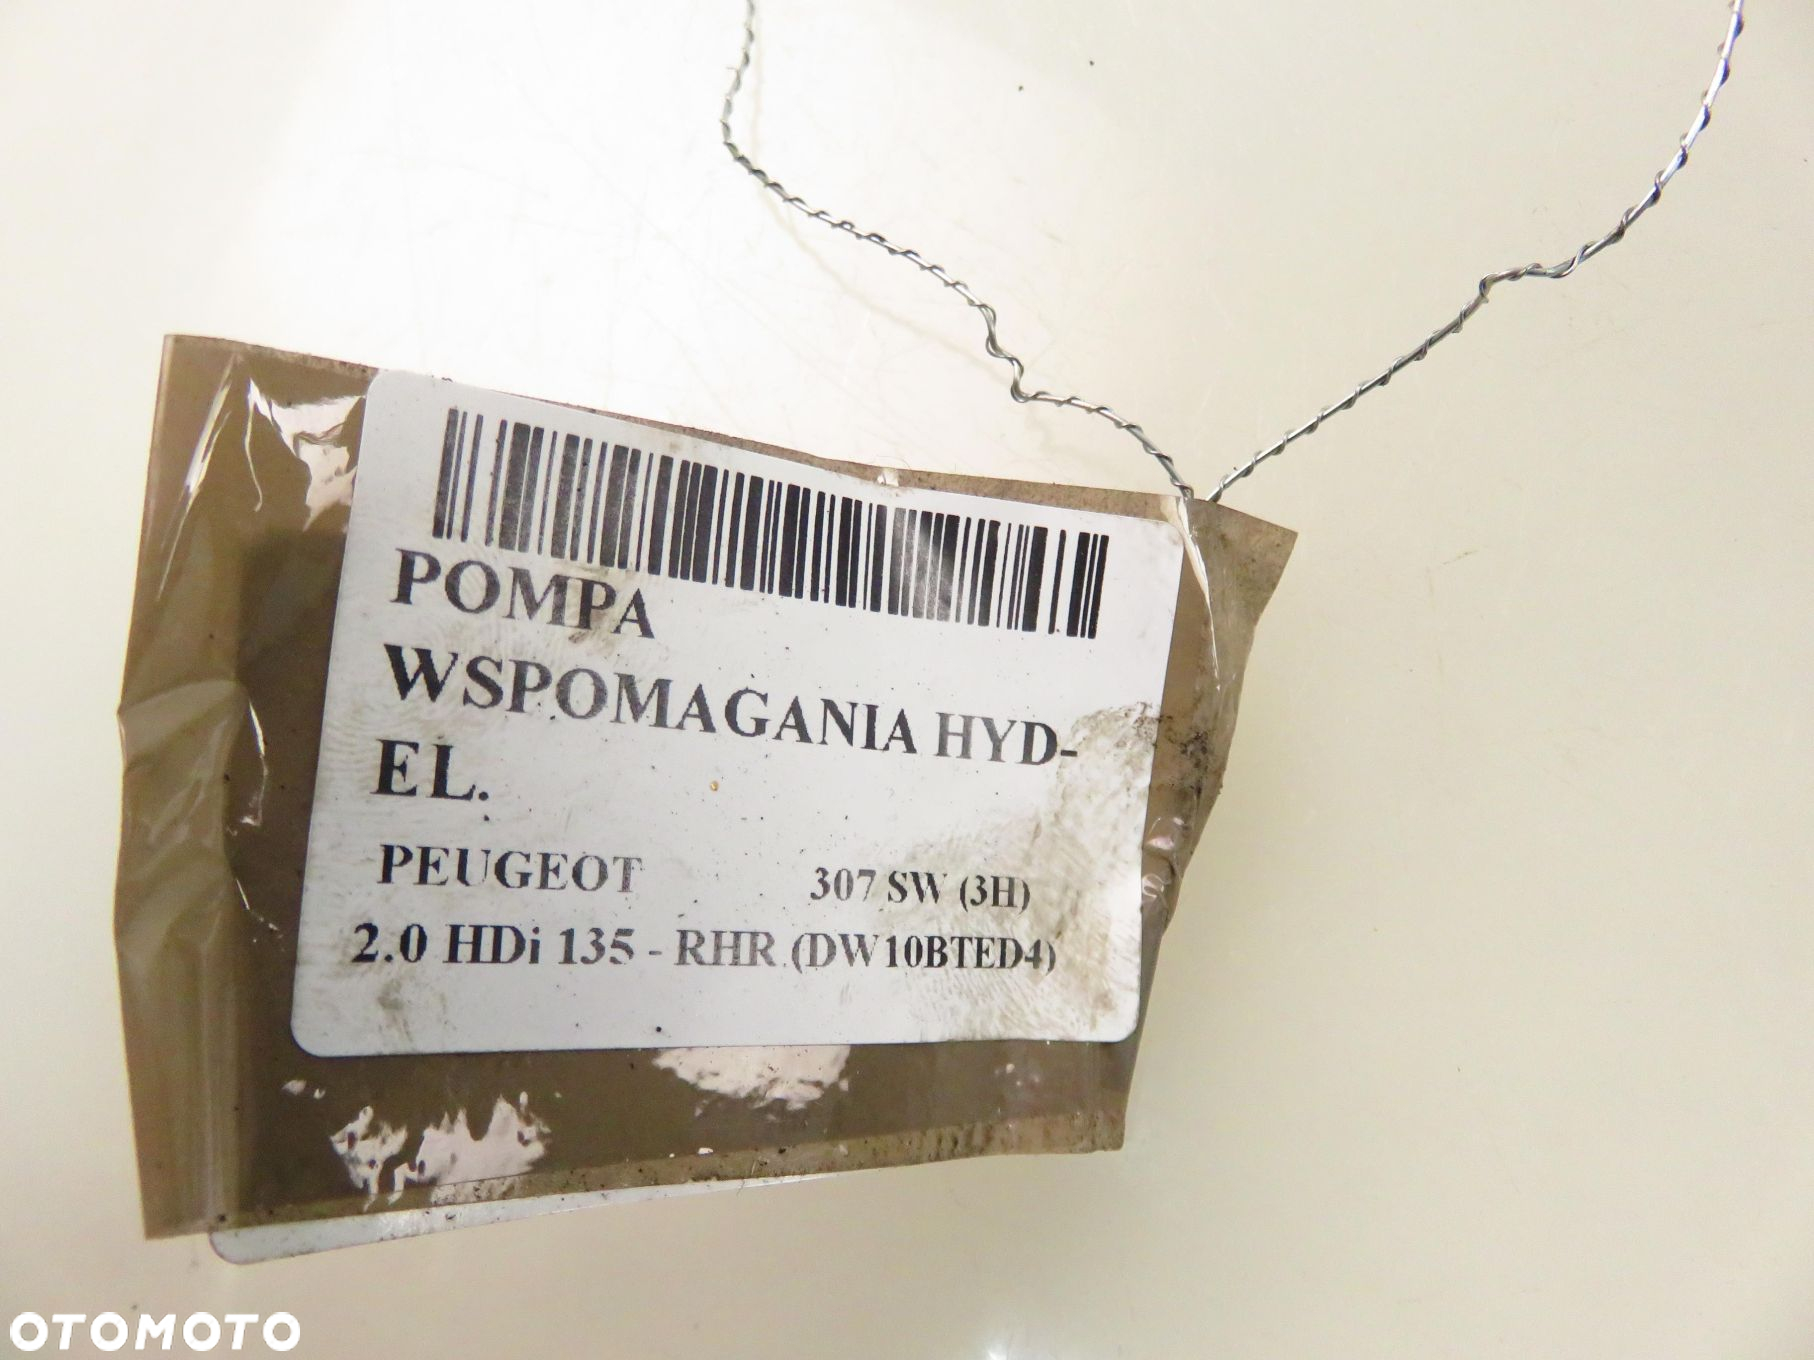 POMPA
WSPOMAGANIA HYD-
EL.
PEUGEOT 307 SW (3H)
2.0 HDi 135 - RHR (DW10BTED4)
OTOMOTO